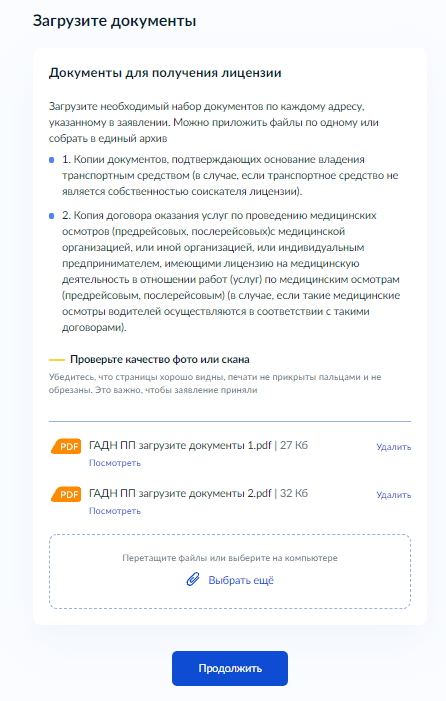 Загрузите документы
Документы для получения лицензии
Загрузите необходимый набор документов по каждому адресу,
указанному в заявлении. Можно приложить файлы по одному или
собрать в единый архив
1. Копии документов, подтверждающих основание владения
транспортным средством (в случае, если транспортное средство не
является собственностью соискателя лицензии).
2. Копия договора оказания услуг по проведению медицинских
осмотров (предрейсовых, послерейсовых)с медицинской
организацией, или иной организацией, или индивидуальным
предпринимателем, имеющими лицензию на медицинскую
деятельность в отношении работ (услуг) по медицинским осмотрам
(предрейсовым, послерейсовым) (в случае, если такие медицинские
осмотры водителей осуществляются в соответствии с такими
договорами).
Проверьте качество фото или скана
Убедитесь, что страницы хорошо видны, печати не прикрыты пальцами и не
обрезаны. Это важно, чтобы заявление приняли
PDF ГАДН ПП загрузите документы 1.pdf | 27 Кб Удалить
Посмотреть
PDF ГАДН ПП загрузите документы 2.pdf | 32 Кб Удалить
Посмотреть
Перетащите файлы или выберите на компьютере
Выбрать ещё
Продолжить